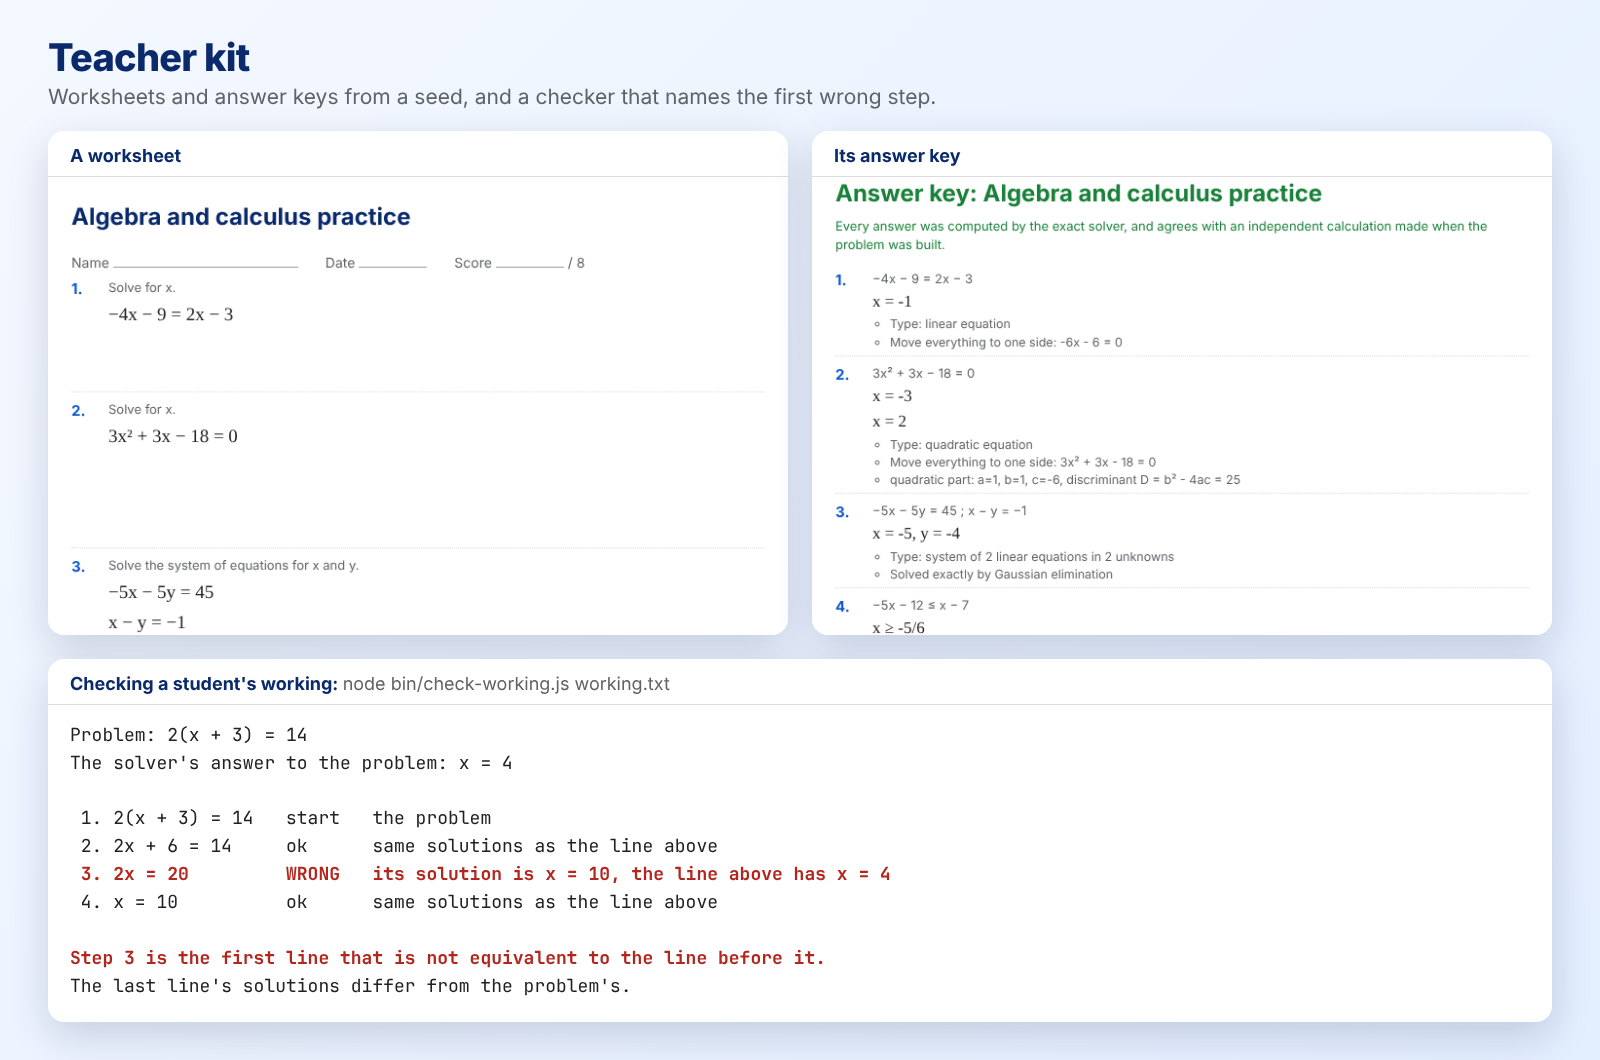 Teacher kit
Worksheets and answer keys from a seed, and a checker that names the first wrong step.
A worksheet
Algebra and calculus practice
Name Date Score / 8
1. Solve for x.
−4x − 9 = 2x − 3
2. Solve for x.
3x² + 3x − 18 = 0
3. Solve the system of equations for x and y.
−5x − 5y = 45
x − y = −1
Its answer key
Answer key: Algebra and calculus practice
Every answer was computed by the exact solver, and agrees with an independent calculation made when the
problem was built.
1. −4x − 9 = 2x − 3
x = -1
Type: linear equation
Move everything to one side: -6x - 6 = 0
2. 3x² + 3x − 18 = 0
x = -3
x = 2
Type: quadratic equation
Move everything to one side: 3x² + 3x - 18 = 0
quadratic part: a=1, b=1, c=-6, discriminant D = b² - 4ac = 25
3. −5x − 5y = 45 ; x − y = −1
x = -5, y = -4
Type: system of 2 linear equations in 2 unknowns
Solved exactly by Gaussian elimination
4. −5x − 12 ≤ x − 7
x ≥ -5/6
Checking a student's working: node bin/check-working.js working.txt
Problem: 2(x + 3) = 14
The solver's answer to the problem: x = 4
1. 2(x + 3) = 14 start the problem
2. 2x + 6 = 14 ok same solutions as the line above
3. 2x = 20 WRONG its solution is x = 10, the line above has x = 4
4. x = 10 ok same solutions as the line above
Step 3 is the first line that is not equivalent to the line before it.
The last line's solutions differ from the problem's.